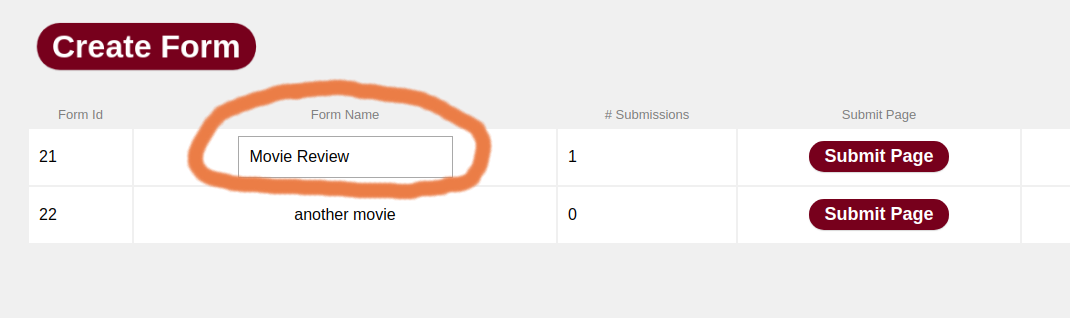 Create Form
Form Id Form Name # Submissions Submit Page
21 Movie Review 1 Submit Page
22 another movie 0 Submit Page